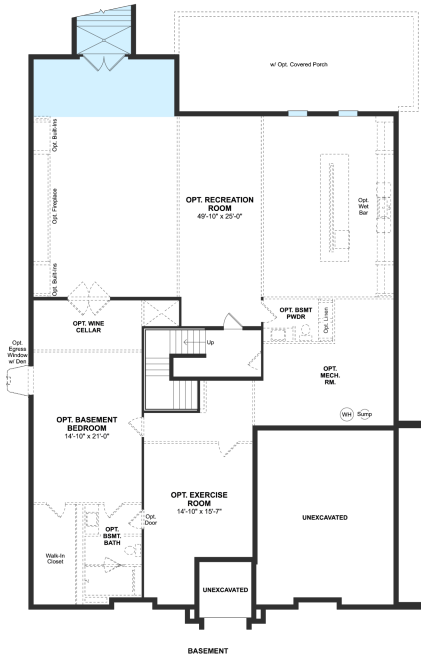 w/ Opt. Covered Porch
Opt. Built-Ins
Opt. Fireplace
Opt. Built-Ins
OPT. RECREATION
ROOM
49'-10" x 25'-0"
Opt.
Wet
Bar
OPT. WINE
CELLAR
OPT. BSMT
PWDR
Opt. Linen
Up
Opt.
Egress
Window
w/ Den
OPT.
MECH.
RM.
WH
Sump
OPT. BASEMENT
BEDROOM
14'-10" x 21'-0"
OPT. EXERCISE
ROOM
14'-10" x 15'-7"
Opt.
Door
OPT.
BSMT.
BATH
Walk-In
Closet
UNEXCAVATED
UNEXCAVATED
BASEMENT